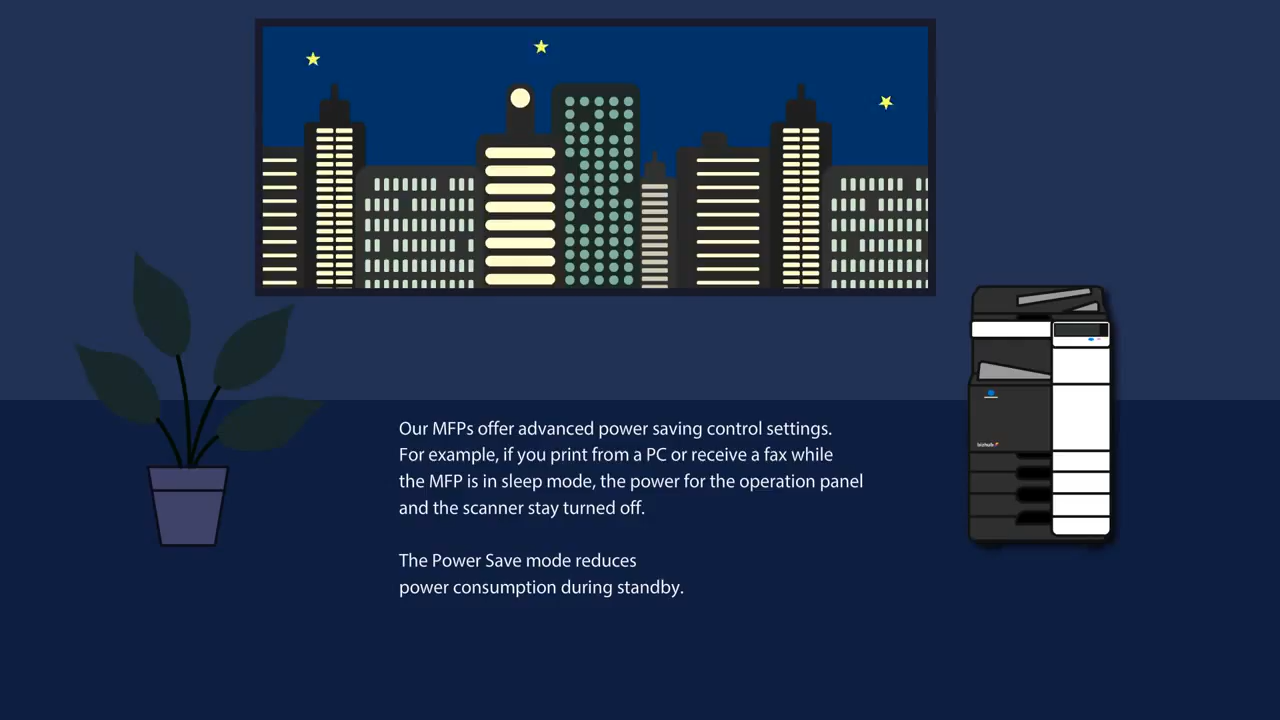 Our MFPs offer advanced power saving control settings.
For example, if you print from a PC or receive a fax while
the MFP is in sleep mode, the power for the operation panel
and the scanner stay turned off.
The Power Save mode reduces
power consumption during standby.
bizhub